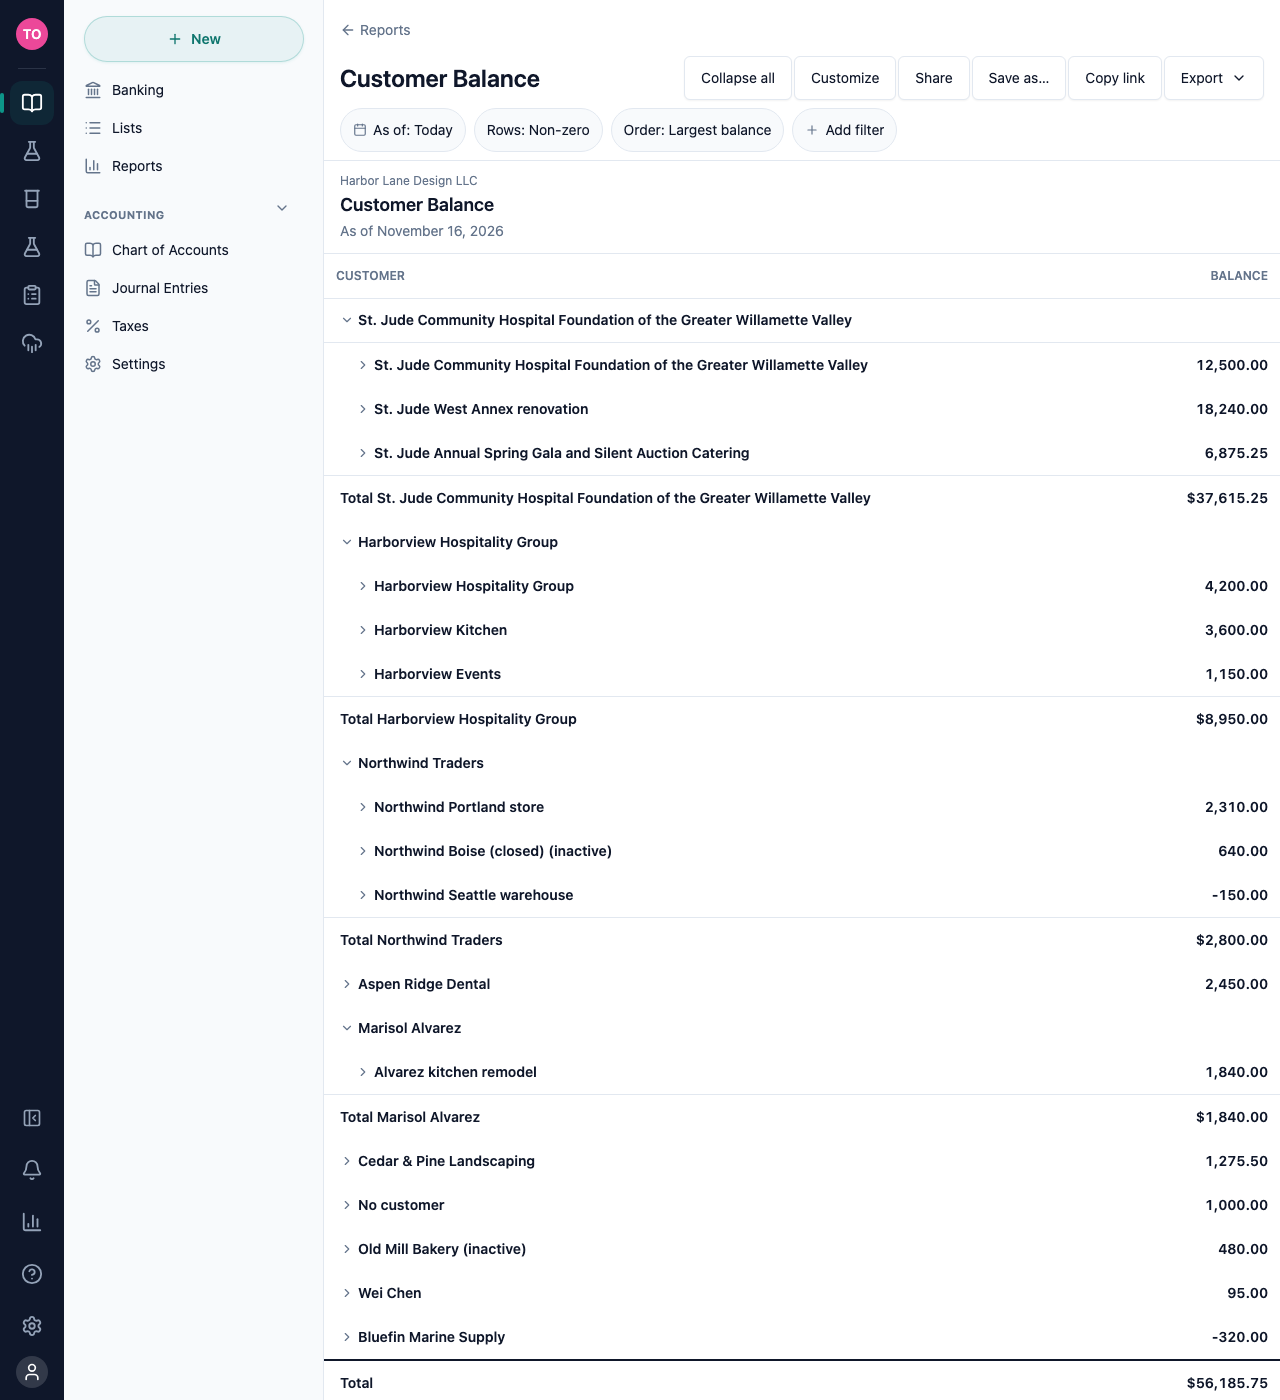 TO
New
Banking
Lists
Reports
ACCOUNTING
Chart of Accounts
Journal Entries
Taxes
Settings
Reports
Customer Balance
Collapse all
Customize
Share
Save as...
Copy link
Export
As of: Today
Rows: Non-zero
Order: Largest balance
Add filter
Harbor Lane Design LLC
Customer Balance
As of November 16, 2026
CUSTOMER BALANCE
St. Jude Community Hospital Foundation of the Greater Willamette Valley
St. Jude Community Hospital Foundation of the Greater Willamette Valley 12,500.00
St. Jude West Annex renovation 18,240.00
St. Jude Annual Spring Gala and Silent Auction Catering 6,875.25
Total St. Jude Community Hospital Foundation of the Greater Willamette Valley $37,615.25
Harborview Hospitality Group
Harborview Hospitality Group 4,200.00
Harborview Kitchen 3,600.00
Harborview Events 1,150.00
Total Harborview Hospitality Group $8,950.00
Northwind Traders
Northwind Portland store 2,310.00
Northwind Boise (closed) (inactive) 640.00
Northwind Seattle warehouse -150.00
Total Northwind Traders $2,800.00
Aspen Ridge Dental 2,450.00
Marisol Alvarez
Alvarez kitchen remodel 1,840.00
Total Marisol Alvarez $1,840.00
Cedar & Pine Landscaping 1,275.50
No customer 1,000.00
Old Mill Bakery (inactive) 480.00
Wei Chen 95.00
Bluefin Marine Supply -320.00
Total $56,185.75